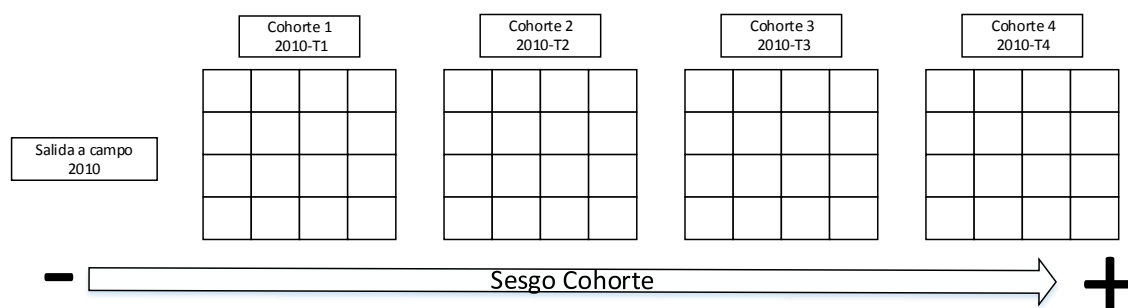 Cohorte 1
2010-T1
Cohorte 2
2010-T2
Cohorte 3
2010-T3
Cohorte 4
2010-T4
Salida a campo
2010
- Sesgo Cohorte +